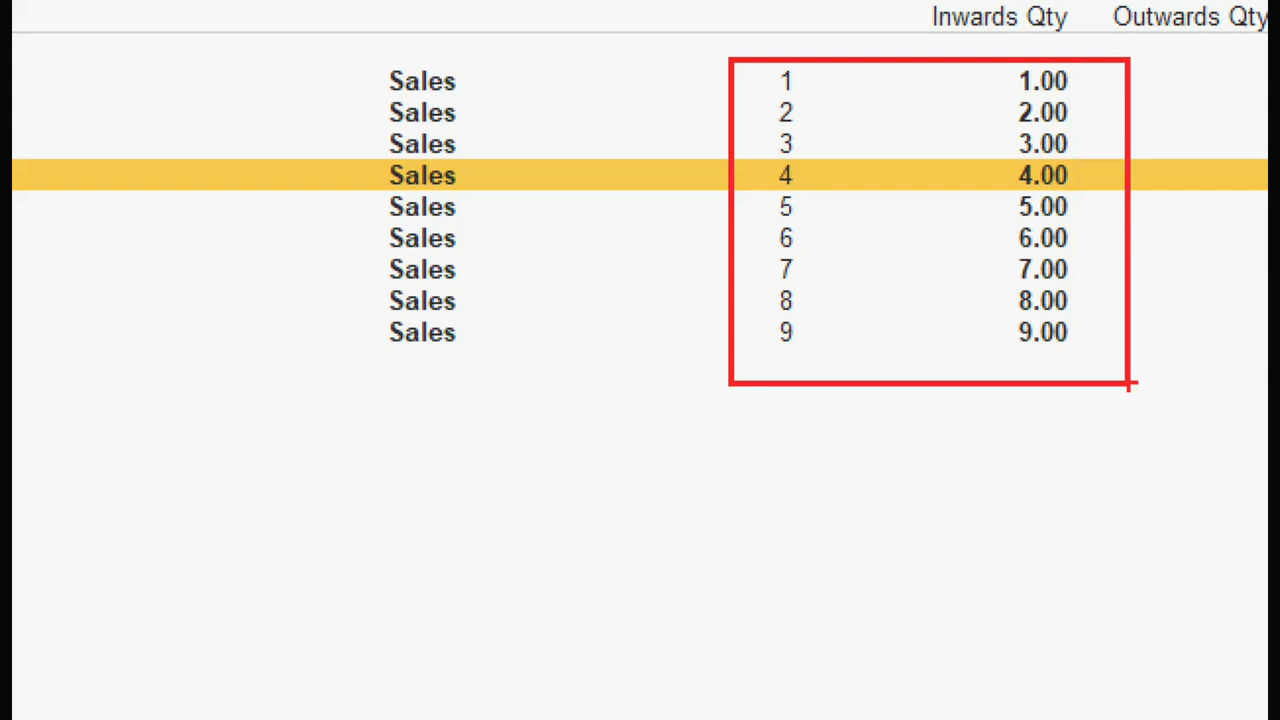 Inwards Qty Outwards Qty
Sales 1 1.00
Sales 2 2.00
Sales 3 3.00
Sales 4 4.00
Sales 5 5.00
Sales 6 6.00
Sales 7 7.00
Sales 8 8.00
Sales 9 9.00